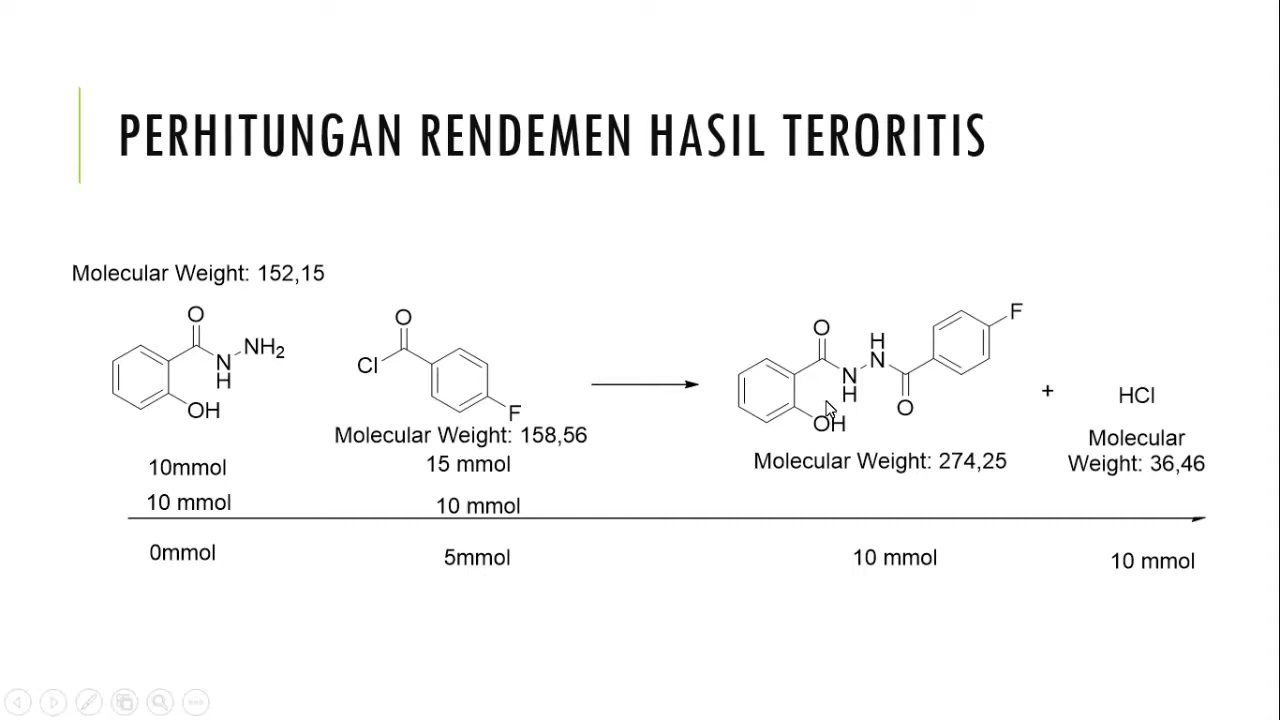 PERHITUNGAN RENDEMEN HASIL TERORITIS
Molecular Weight: 152,15
O
NH2
N
H
OH
O
Cl
F
Molecular Weight: 158,56
O
H
N
N
H
O
OH
F
Molecular Weight: 274,25
+
HCl
Molecular
Weight: 36,46
10mmol
15 mmol
10 mmol
10 mmol
0mmol
5mmol
10 mmol
10 mmol